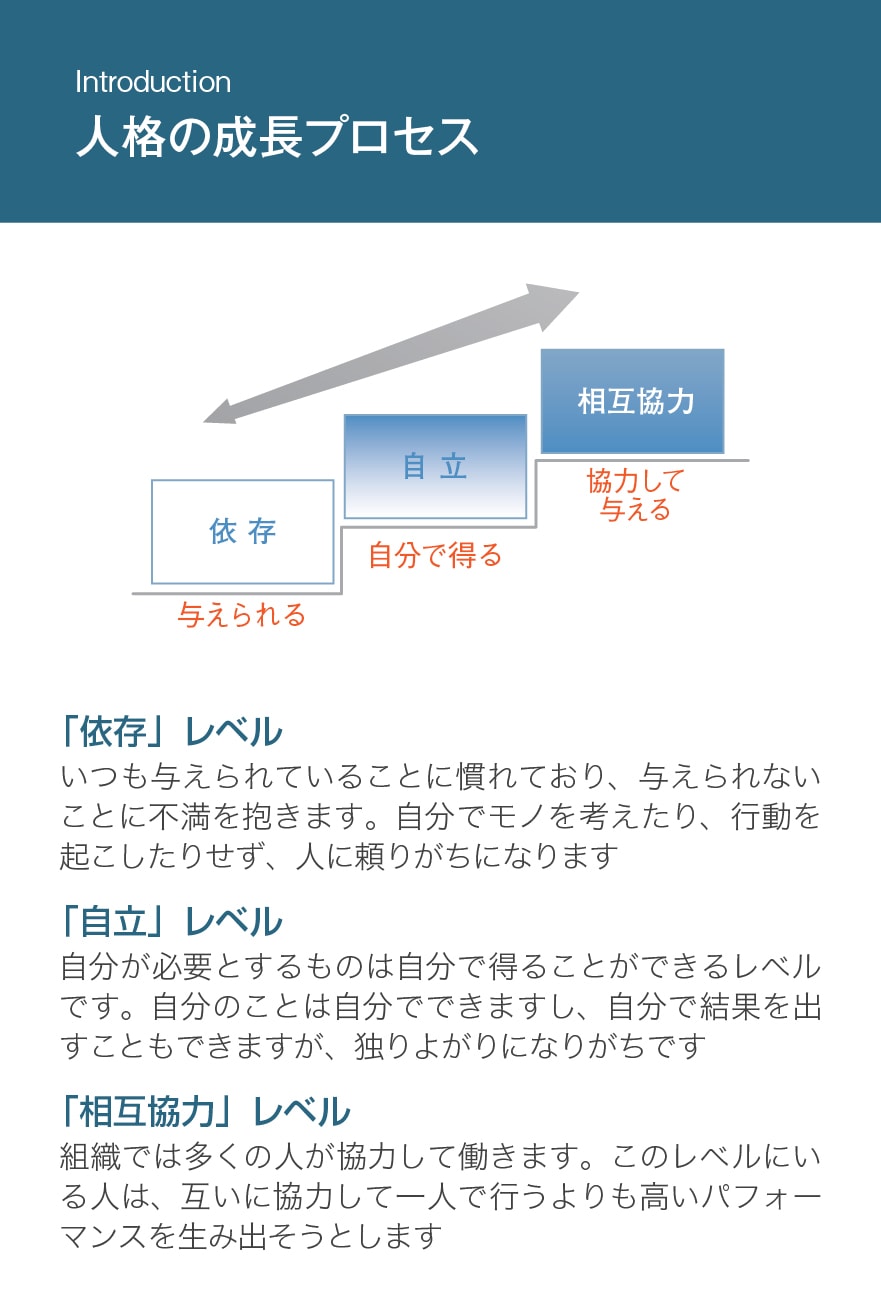 Introduction
人格の成長プロセス
相互協力
自 立
協力して
与える
依 存
自分で得る
与えられる
「依存」レベル
いつも与えられていることに慣れており、与えられない
ことに不満を抱きます。自分でモノを考えたり、行動を
起こしたりせず、人に頼りがちになります
「自立」レベル
自分が必要とするものは自分で得ることができるレベル
です。自分のことは自分でできますし、自分で結果を出
すこともできますが、独りよがりになりがちです
「相互協力」レベル
組織では多くの人が協力して働きます。このレベルにい
る人は、互いに協力して一人で行うよりも高いパフォー
マンスを生み出そうとします